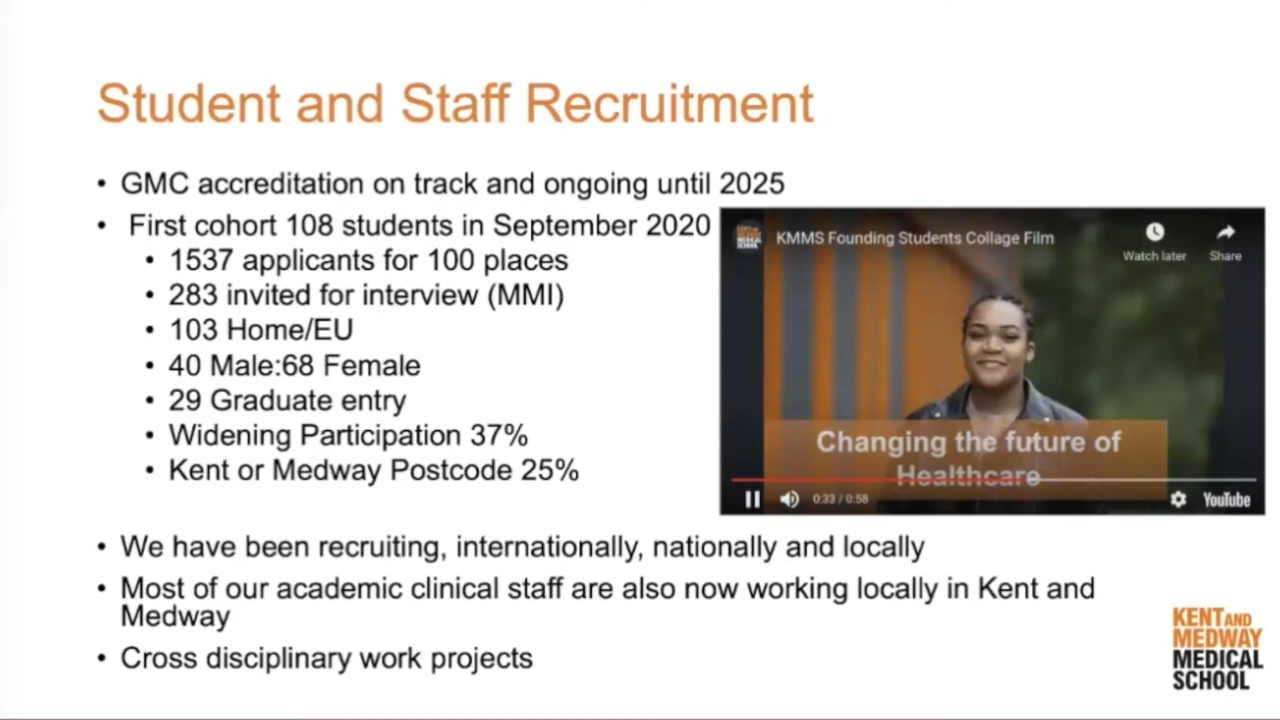 Student and Staff Recruitment
• GMC accreditation on track and ongoing until 2025
• First cohort 108 students in September 2020
• 1537 applicants for 100 places
• 283 invited for interview (MMI)
• 103 Home/EU
• 40 Male:68 Female
• 29 Graduate entry
• Widening Participation 37%
• Kent or Medway Postcode 25%
KENT AND
MEDWAY
MEDICAL
SCHOOL
KMMS Founding Students Collage Film
Watch later
Share
Changing the future of
Healthcare
0:33 / 0:58
YouTube
• We have been recruiting, internationally, nationally and locally
• Most of our academic clinical staff are also now working locally in Kent and
Medway
• Cross disciplinary work projects
KENT AND
MEDWAY
MEDICAL
SCHOOL